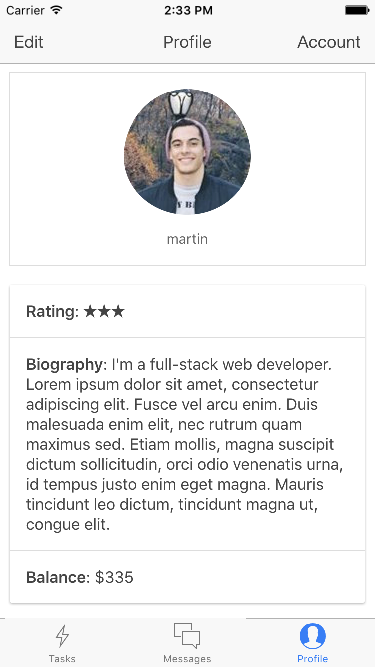 Carrier 2:33 PM
Edit Profile Account
martin
Rating: ★★★
Biography: I'm a full-stack web developer.
Lorem ipsum dolor sit amet, consectetur
adipiscing elit. Fusce vel arcu enim. Duis
malesuada enim elit, nec rutrum quam
maximus sed. Etiam mollis, magna suscipit
dictum sollicitudin, orci odio venenatis urna,
id tempus justo enim eget magna. Mauris
tincidunt leo dictum, tincidunt magna ut,
congue elit.
Balance: $335
Tasks Messages Profile